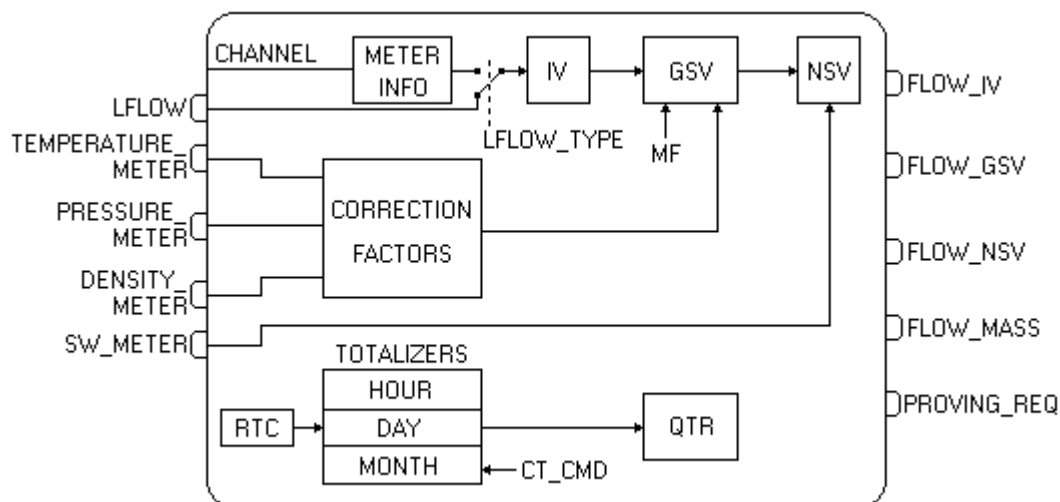 CHANNEL
METER
INFO
IV
GSV
NSV
FLOW_IV
LFLOW
LFLOW_TYPE
MF
TEMPERATURE_
METER
FLOW_GSV
PRESSURE_
METER
CORRECTION
FACTORS
FLOW_NSV
DENSITY_
METER
FLOW_MASS
SW_METER
TOTALIZERS
HOUR
DAY
MONTH
RTC
QTR
CT_CMD
PROVING_REQ